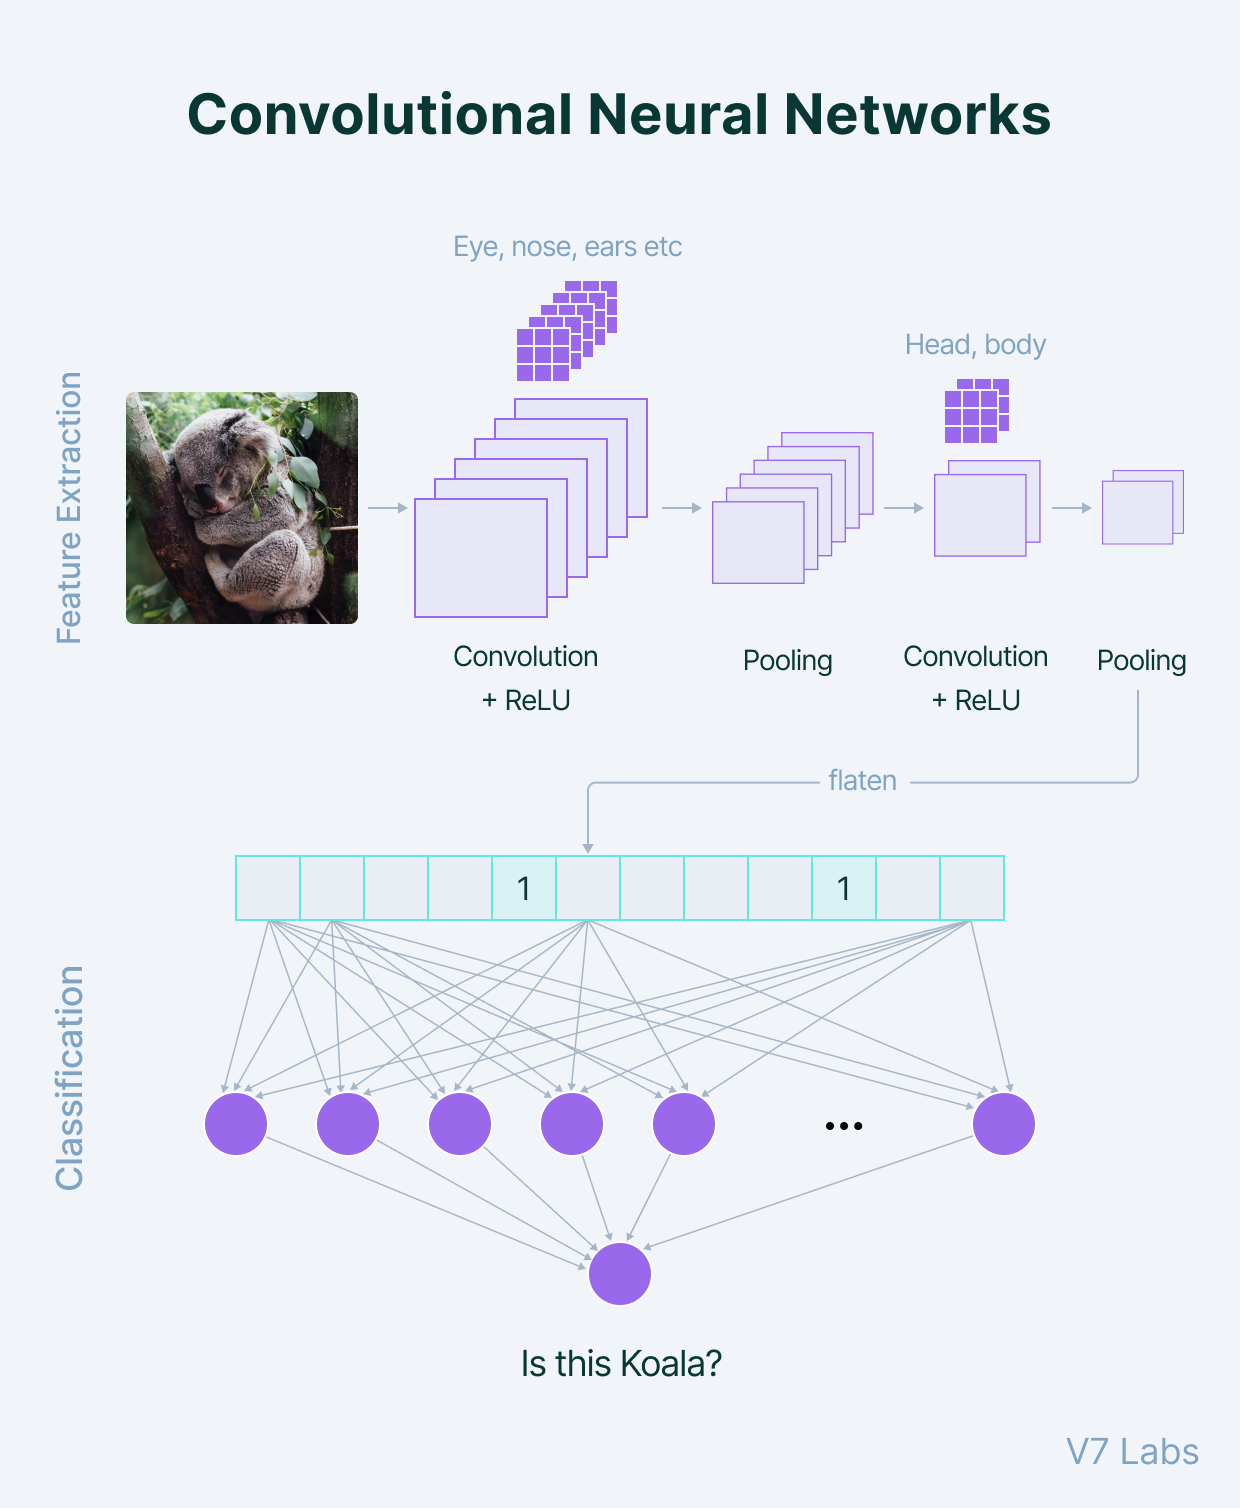 Convolutional Neural Networks
Eye, nose, ears etc
Head, body
Feature Extraction
Convolution
+ ReLU
Pooling
Convolution
+ ReLU
Pooling
flaten
1
1
Classification
...
Is this Koala?
V7 Labs